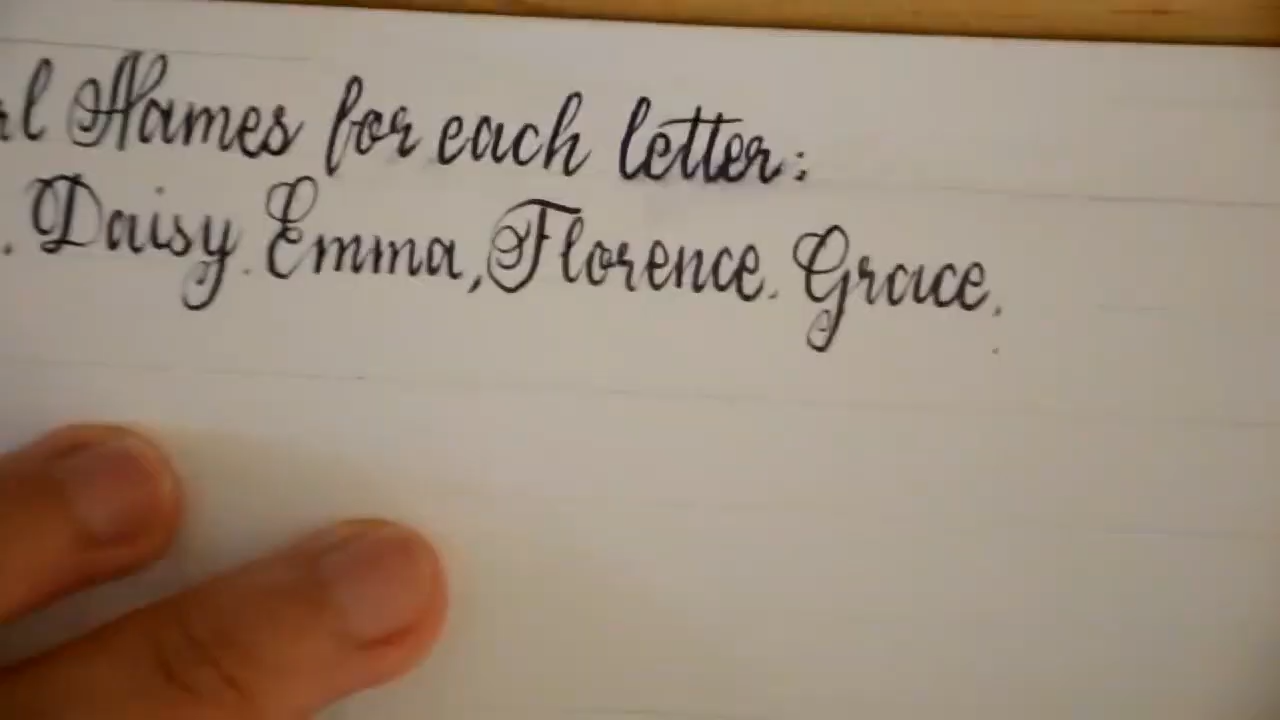 Names for each letter:
. Daisy. Emma, Florence. Grace.